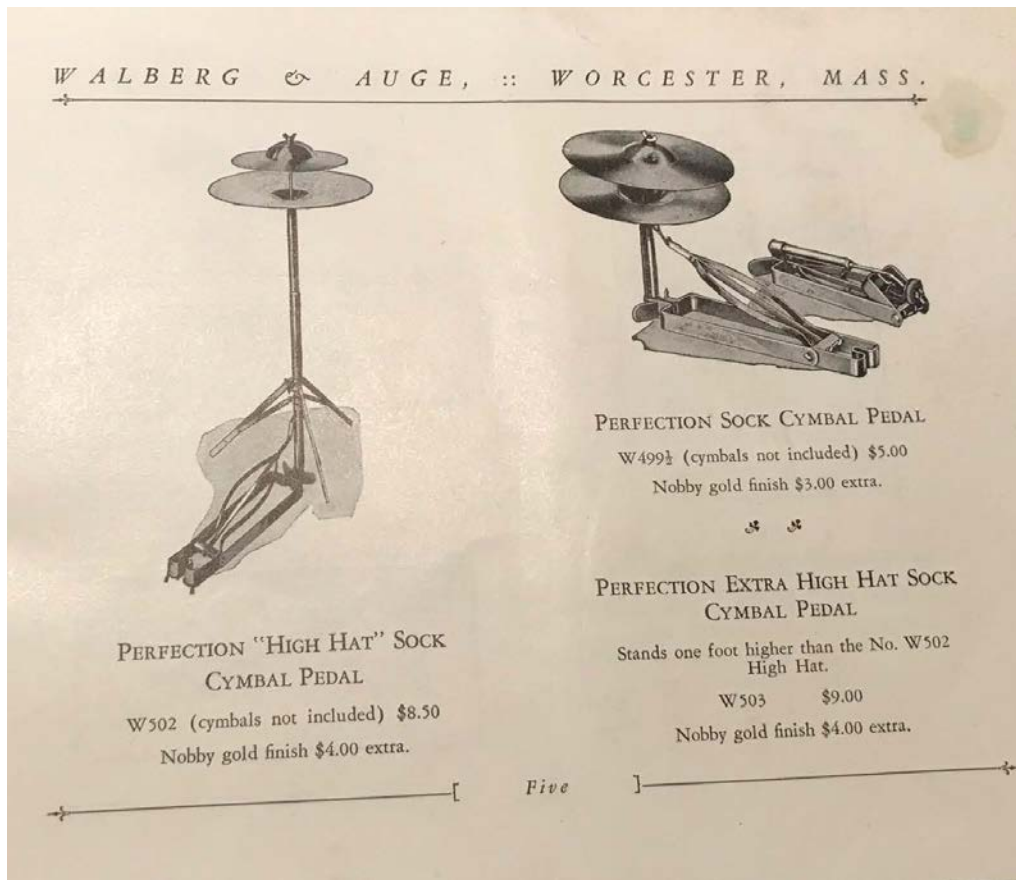 WALBERG & AUGE, :: WORCESTER, MASS.
PERFECTION "HIGH HAT" SOCK
CYMBAL PEDAL
W502 (cymbals not included) $8.50
Nobby gold finish $4.00 extra.
PERFECTION SOCK CYMBAL PEDAL
W499½ (cymbals not included) $5.00
Nobby gold finish $3.00 extra.
PERFECTION EXTRA HIGH HAT SOCK
CYMBAL PEDAL
Stands one foot higher than the No. W502
High Hat.
W503 $9.00
Nobby gold finish $4.00 extra.
[ Five ]